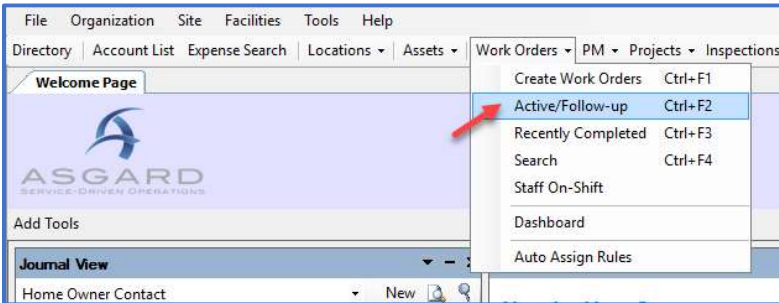 File Organization Site Facilities Tools Help
Directory Account List Expense Search Locations Assets Work Orders PM Projects Inspections
Welcome Page
Create Work Orders Ctrl+F1
Active/Follow-up Ctrl+F2
Recently Completed Ctrl+F3
Search Ctrl+F4
Staff On-Shift
Dashboard
Auto Assign Rules
ASGARD
SERVICE-DRIVEN OPERATIONS
Add Tools
Journal View
Home Owner Contact New